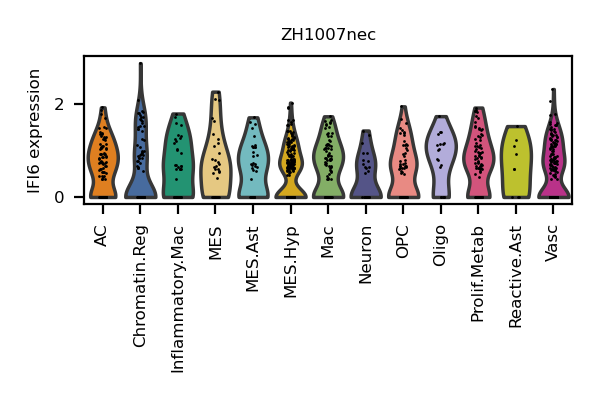 ZH1007nec
IFI6 expression
2
0
AC
Chromatin.Reg
Inflammatory.Mac
MES
MES.Ast
MES.Hyp
Mac
Neuron
OPC
Oligo
Prolif.Metab
Reactive.Ast
Vasc